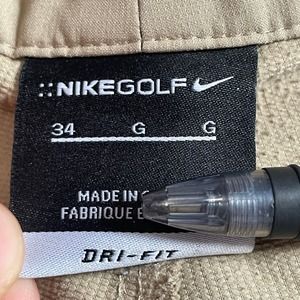 ::NIKEGOLF
34 G G
MADE IN
FABRIQUE
DRI-FIT